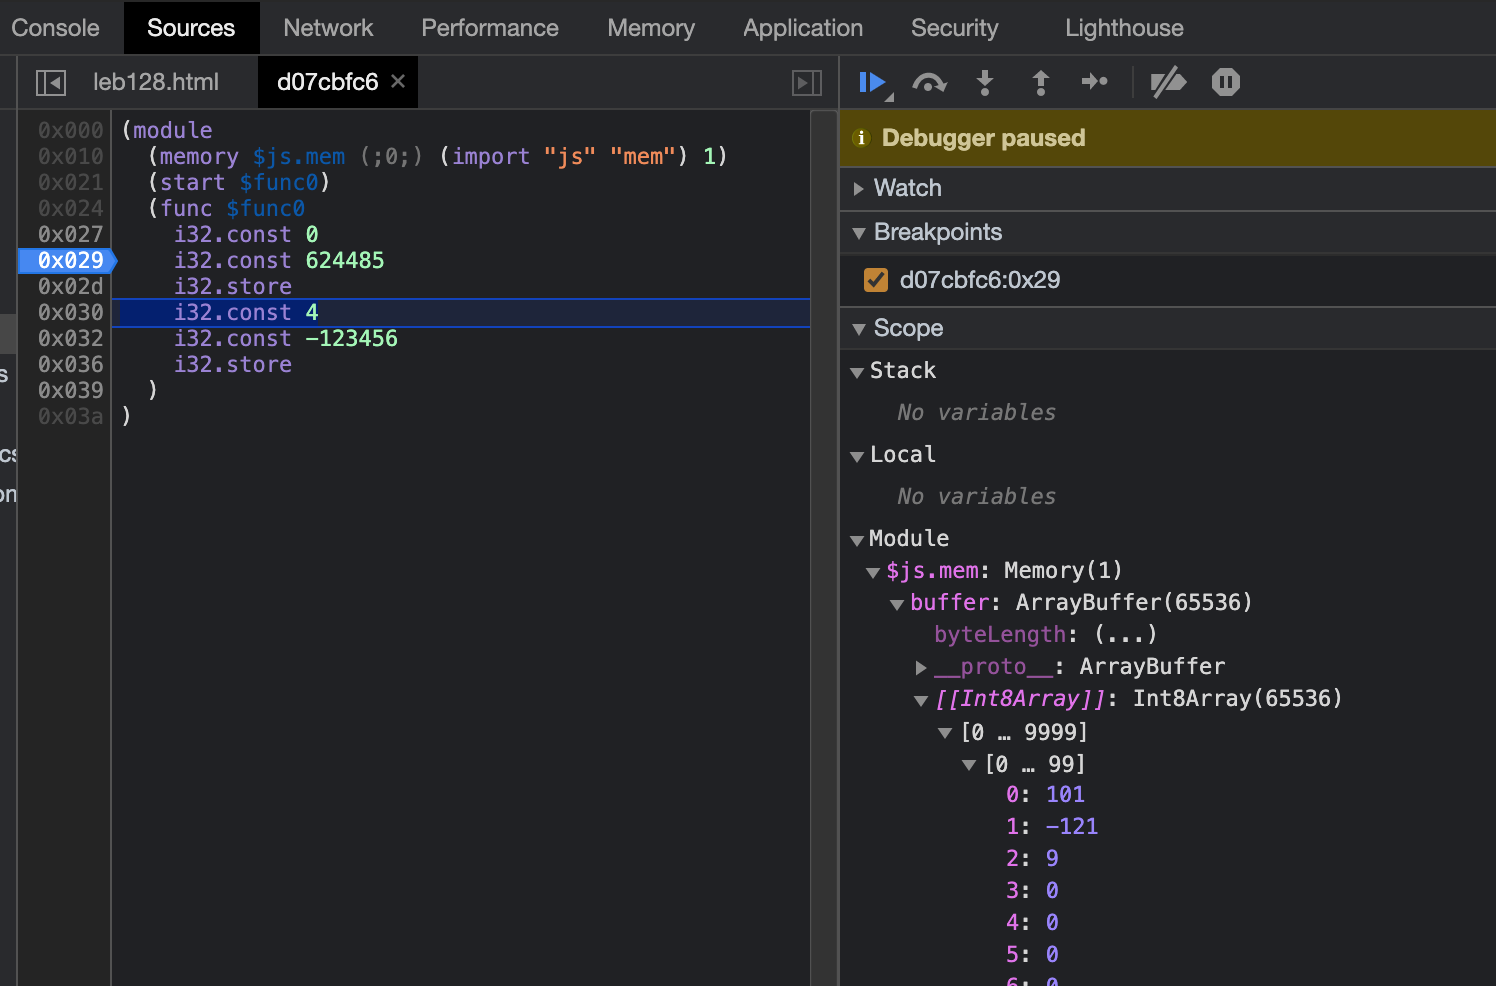 Console Sources Network Performance Memory Application Security Lighthouse
leb128.html d07cbfc6 ×
0x000 (module
0x010 (memory $js.mem (;0;) (import "js" "mem") 1)
0x021 (start $func0)
0x024 (func $func0
0x027 i32.const 0
0x029 i32.const 624485
0x02d i32.store
0x030 i32.const 4
0x032 i32.const -123456
0x036 i32.store
0x039 )
0x03a )
Debugger paused
Watch
Breakpoints
d07cbfc6:0x29
Scope
Stack
No variables
Local
No variables
Module
$js.mem: Memory(1)
buffer: ArrayBuffer(65536)
byteLength: (...)
__proto__: ArrayBuffer
[[Int8Array]]: Int8Array(65536)
[0 … 9999]
[0 … 99]
0: 101
1: -121
2: 9
3: 0
4: 0
5: 0
6: 0